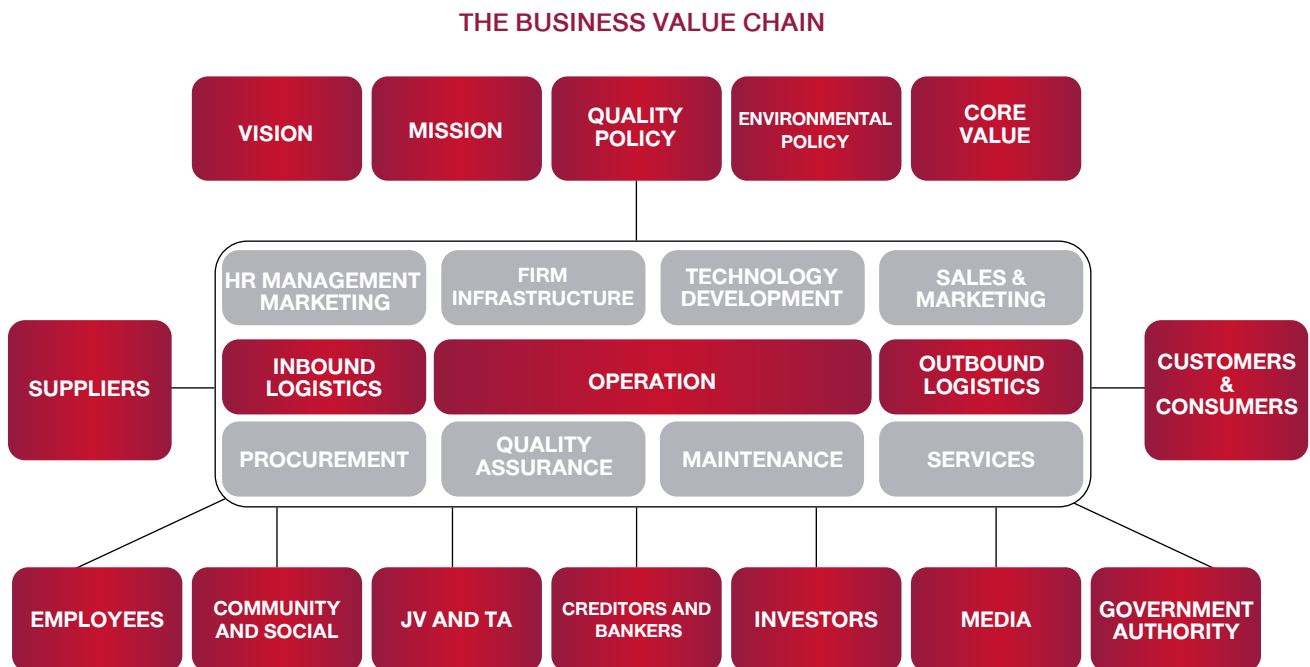 THE BUSINESS VALUE CHAIN
VISION
MISSION
QUALITY
POLICY
ENVIRONMENTAL
POLICY
CORE
VALUE
HR MANAGEMENT
MARKETING
FIRM
INFRASTRUCTURE
TECHNOLOGY
DEVELOPMENT
SALES &
MARKETING
SUPPLIERS
INBOUND
LOGISTICS
OPERATION
OUTBOUND
LOGISTICS
CUSTOMERS
&
CONSUMERS
PROCUREMENT
QUALITY
ASSURANCE
MAINTENANCE
SERVICES
EMPLOYEES
COMMUNITY
AND SOCIAL
JV AND TA
CREDITORS AND
BANKERS
INVESTORS
MEDIA
GOVERNMENT
AUTHORITY